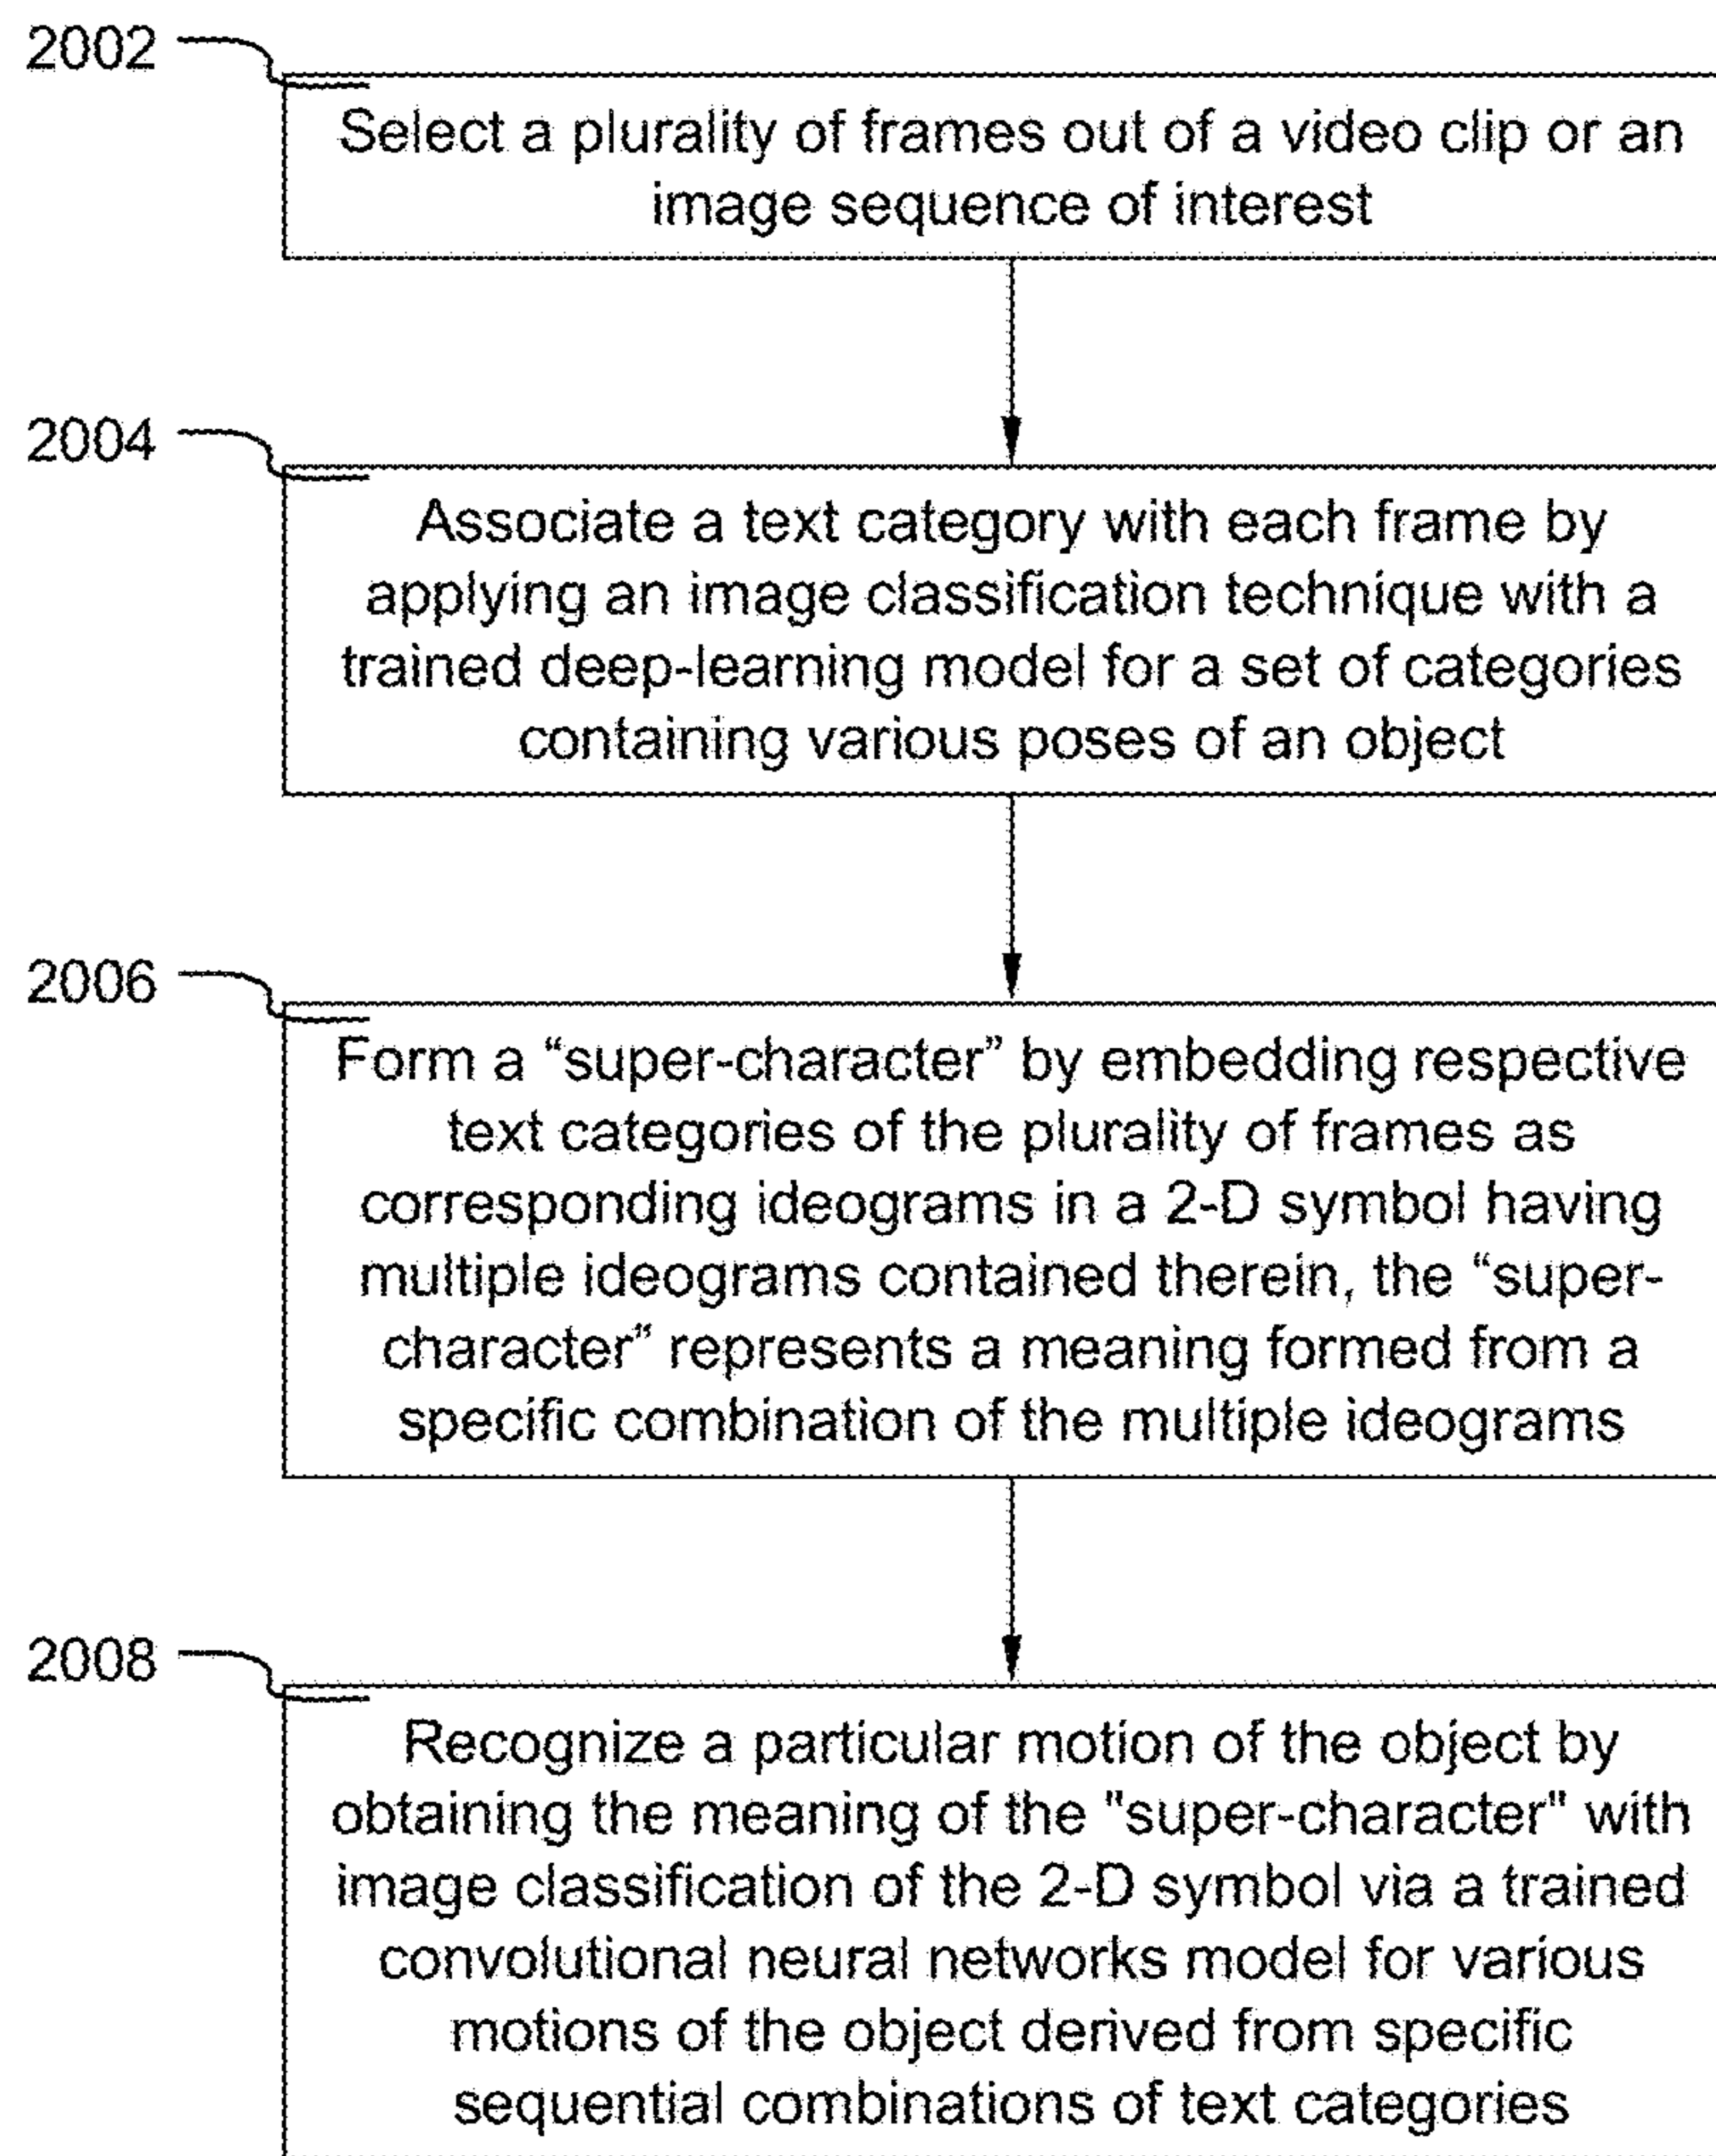 2002
Select a plurality of frames out of a video clip or an
image sequence of interest
2004
Associate a text category with each frame by
applying an image classification technique with a
trained deep-learning model for a set of categories
containing various poses of an object
2006
Form a “super-character” by embedding respective
text categories of the plurality of frames as
corresponding ideograms in a 2-D symbol having
multiple ideograms contained therein, the “super-
character“ represents a meaning formed from a
specific combination of the multiple ideograms
2008
Recognize a particular motion of the object by
obtaining the meaning of the "super-character" with
image classification of the 2-D symbol via a trained
convolutional neural networks model for various
motions of the object derived from specific
sequential combinations of text categories